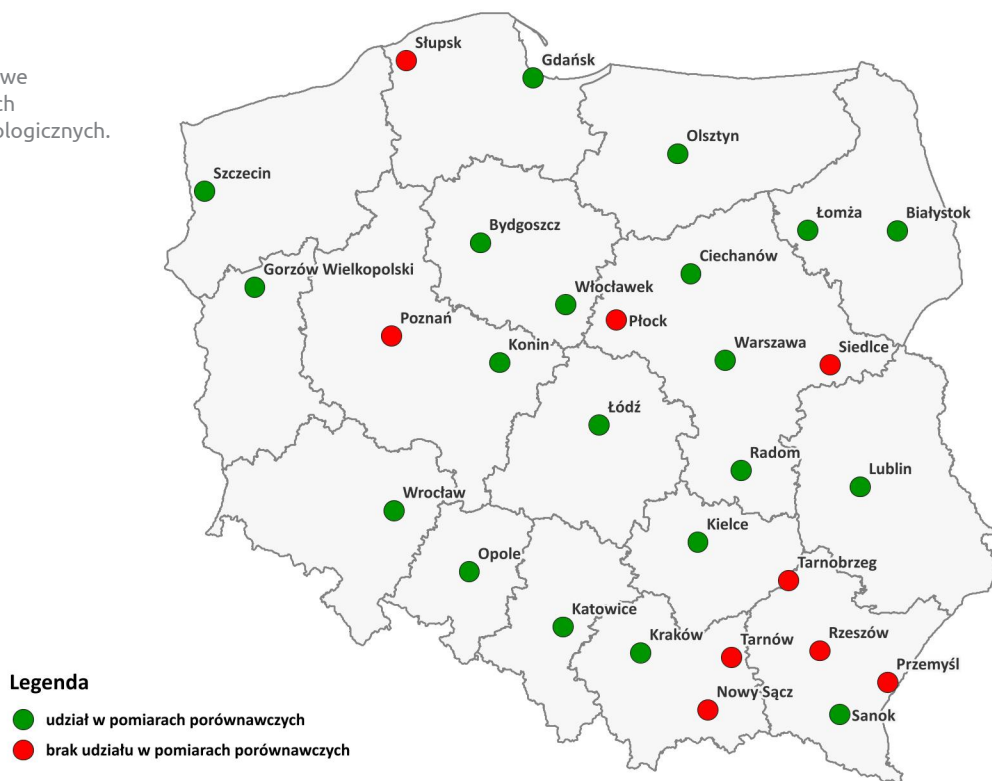 we
ch
ologicznych.
Słupsk
Gdańsk
Olsztyn
Szczecin
Łomża
Białystok
Bydgoszcz
Ciechanów
Gorzów Wielkopolski
Włocławek
Poznań
Płock
Konin
Warszawa
Siedlce
Łódź
Radom
Lublin
Wrocław
Kielce
Opole
Tarnobrzeg
Katowice
Kraków
Tarnów
Rzeszów
Przemyśl
Nowy Sącz
Sanok
Legenda
udział w pomiarach porównawczych
brak udziału w pomiarach porównawczych